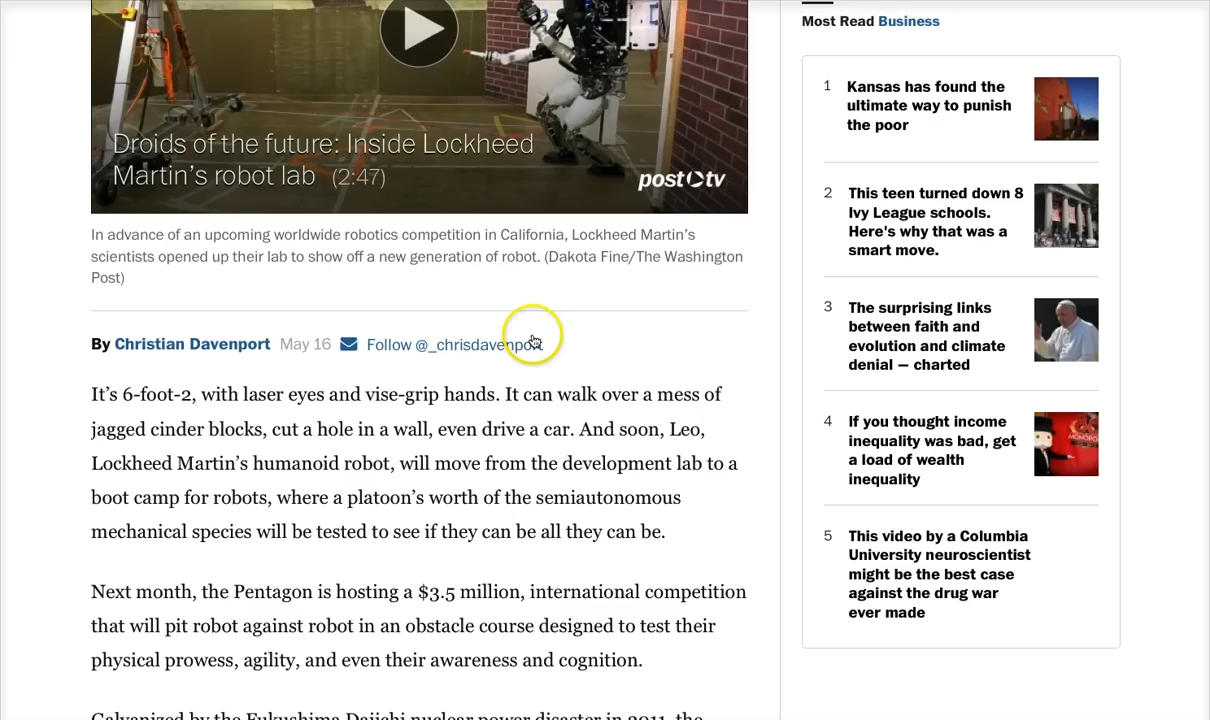 Droids of the future: Inside Lockheed
Martin's robot lab (2:47)
post tv
In advance of an upcoming worldwide robotics competition in California, Lockheed Martin's
scientists opened up their lab to show off a new generation of robot. (Dakota Fine/The Washington
Post)
By Christian Davenport May 16 Follow @_chrisdavenport
It's 6-foot-2, with laser eyes and vise-grip hands. It can walk over a mess of
jagged cinder blocks, cut a hole in a wall, even drive a car. And soon, Leo,
Lockheed Martin's humanoid robot, will move from the development lab to a
boot camp for robots, where a platoon's worth of the semiautonomous
mechanical species will be tested to see if they can be all they can be.
Next month, the Pentagon is hosting a $3.5 million, international competition
that will pit robot against robot in an obstacle course designed to test their
physical prowess, agility, and even their awareness and cognition.
Galvanized by the Fukushima Daiichi nuclear power disaster in 2011, the
Most Read Business
1 Kansas has found the
ultimate way to punish
the poor
2 This teen turned down 8
Ivy League schools.
Here's why that was a
smart move.
3 The surprising links
between faith and
evolution and climate
denial — charted
4 If you thought income
inequality was bad, get
a load of wealth
inequality
MONOPOLY
5 This video by a Columbia
University neuroscientist
might be the best case
against the drug war
ever made